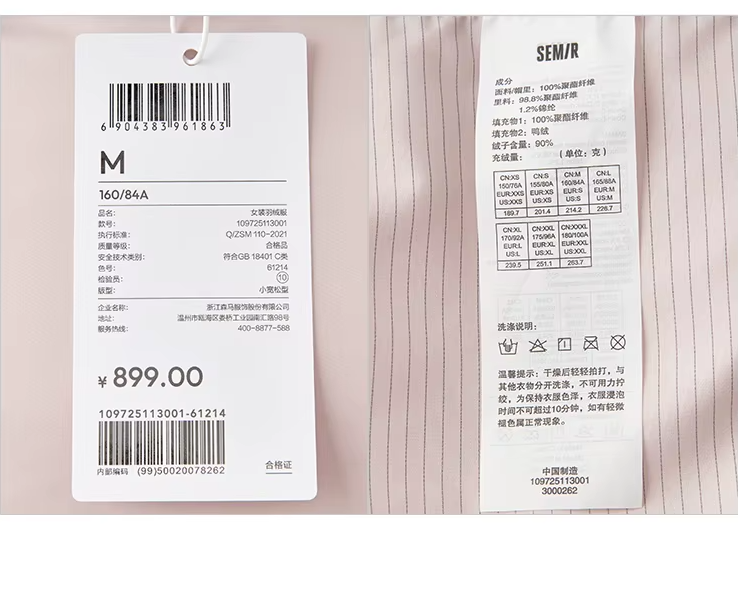 6 904383 961863
M
160/84A
品名: 女装羽绒服
款号: 109725113001
执行标准: Q/ZSM 110-2021
质量等级: 合格品
安全技术类别: 符合GB 18401 C类
色号: 61214
检验员: 10
版型: 小宽松型
企业名称: 浙江森马服饰股份有限公司
地址: 温州市瓯海区娄桥工业园南汇路98号
服务热线: 400-8877-588
¥ 899.00
109725113001-61214
内部编码 (99)50020078262
合格证
SEMIR
成分
面料/帽里: 100%聚酯纤维
里料: 98.8%聚酯纤维
1.2%锦纶
填充物1: 100%聚酯纤维
填充物2: 鸭绒
绒子含量: 90%
充绒量: (单位: 克)
CN:XS CN:S CN:M CN:L
150/76A 155/80A 160/84A 165/88A
EUR:XXS EUR:XS EUR:S EUR:M
US:XXS US:XS US:S US:M
189.7 201.4 214.2 226.7
CN:XL CN:XXL CN:XXXL
170/92A 175/96A 180/100A
EUR:L EUR:XL EUR:XXL
US:L US:XL US:XXL
239.5 251.1 263.7
洗涤说明:
温馨提示: 干燥后轻轻拍打, 与
其他衣物分开洗涤, 不可用力拧
绞, 为保持衣服色泽, 衣服浸泡
时间不可超过10分钟, 如有轻微
褪色属正常现象。
中国制造
109725113001
3000262